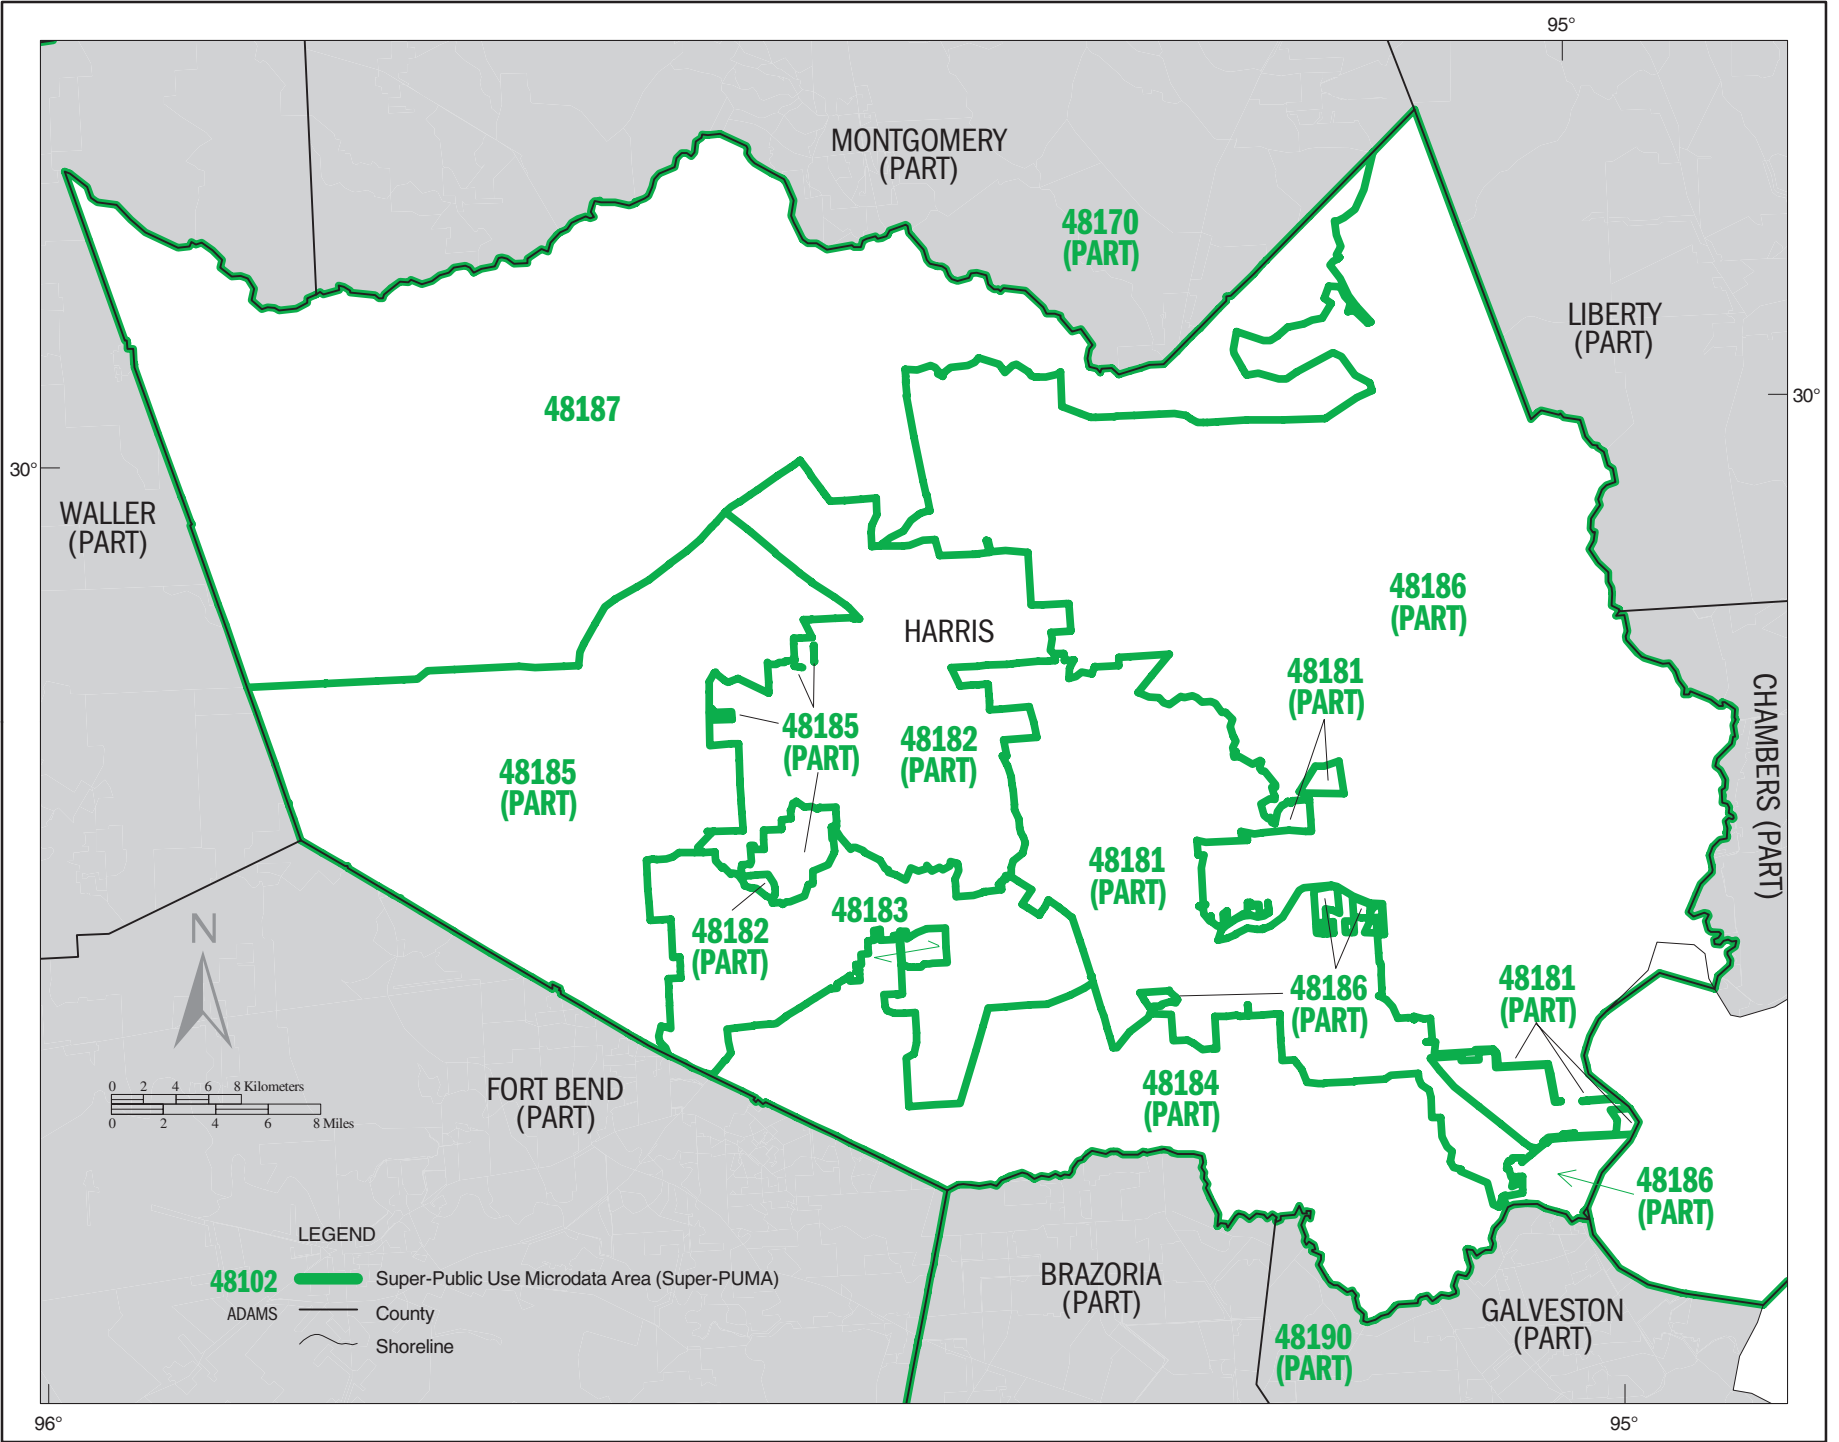 95°
MONTGOMERY
(PART)
48170
(PART)
LIBERTY
(PART)
30°
48187
30°
WALLER
(PART)
48186
(PART)
HARRIS
48181
(PART)
CHAMBERS (PART)
48185
(PART)
48182
(PART)
48185
(PART)
48181
(PART)
48183
48182
(PART)
N
48181
(PART)
48186
(PART)
48184
(PART)
FORT BEND
(PART)
0 2 4 6 8 Kilometers
0 2 4 6 8 Miles
48186
(PART)
LEGEND
48102 Super-Public Use Microdata Area (Super-PUMA)
ADAMS County
Shoreline
BRAZORIA
(PART)
GALVESTON
(PART)
48190
(PART)
96°
95°